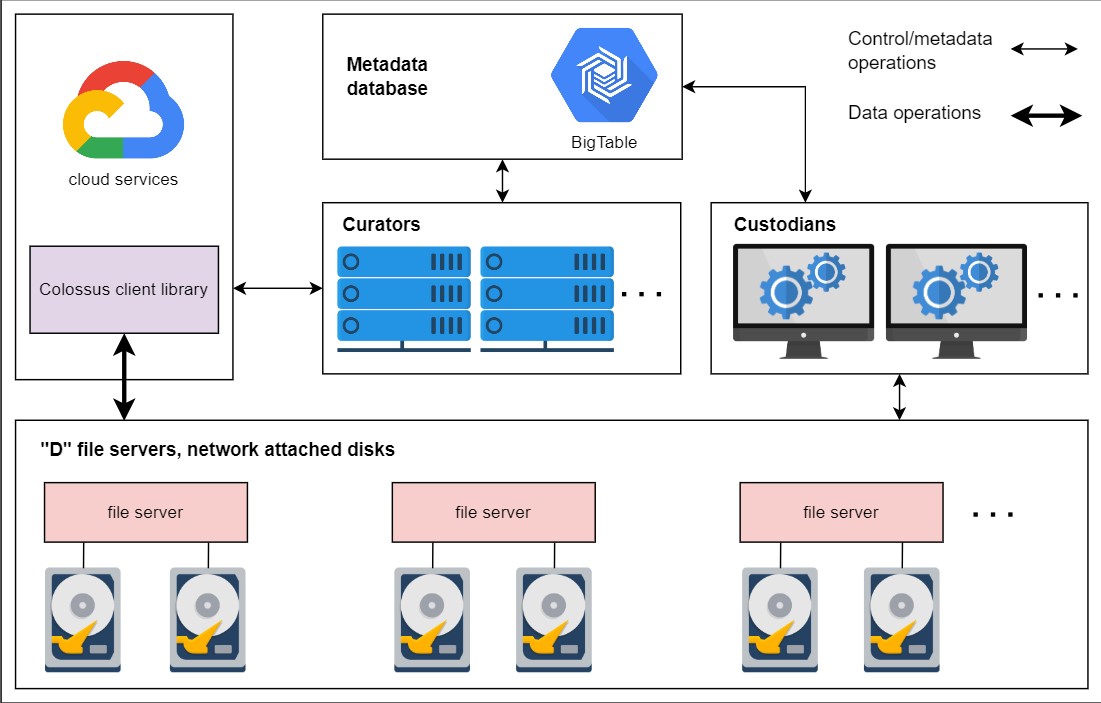 cloud services
Colossus client library
Metadata
database
BigTable
Control/metadata
operations
Data operations
Curators
. . .
Custodians
. . .
"D" file servers, network attached disks
file server
file server
file server
. . .